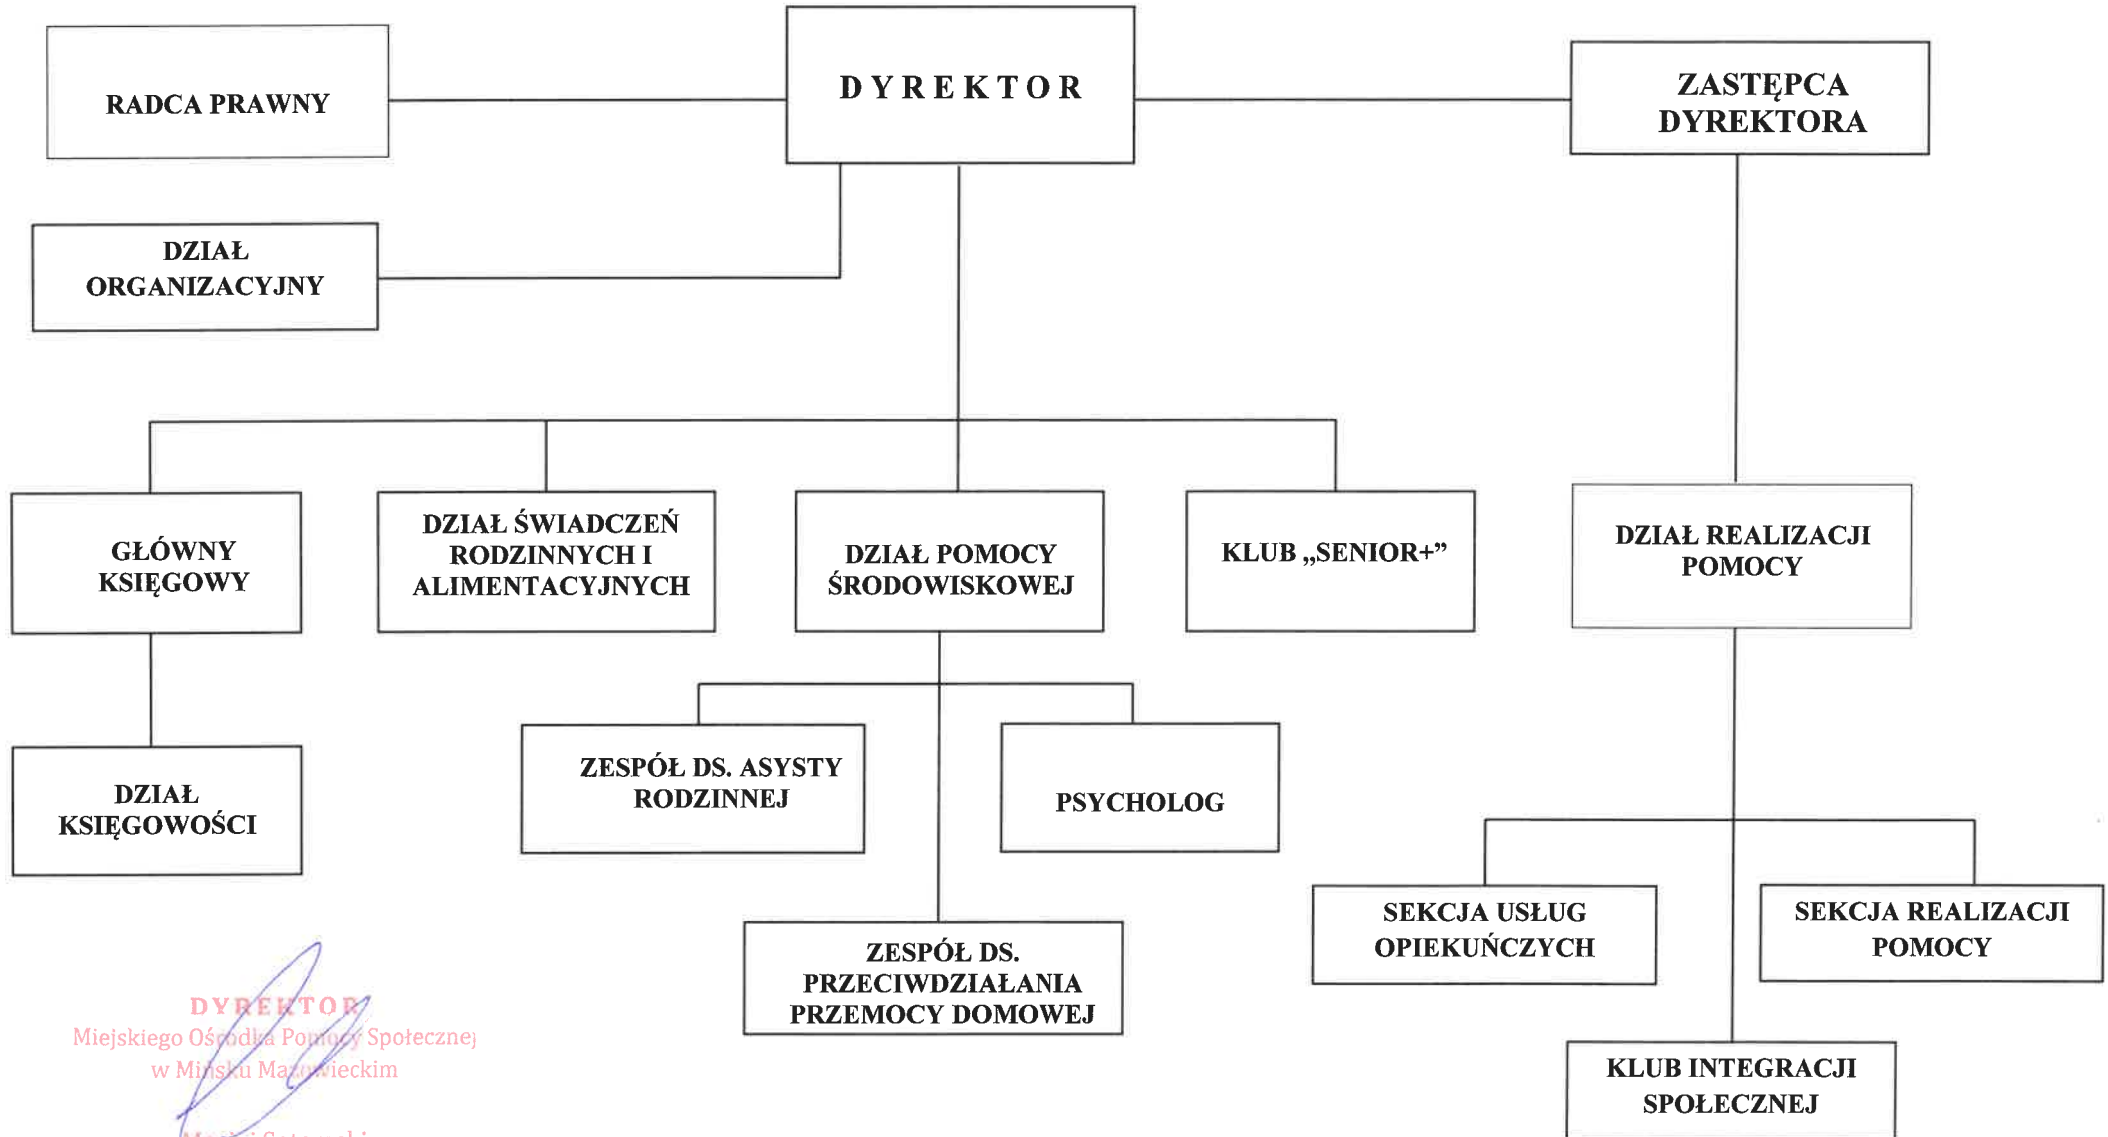 RADCA PRAWNY
D Y R E K T O R
ZASTĘPCA
DYREKTORA
DZIAŁ
ORGANIZACYJNY
GŁÓWNY
KSIĘGOWY
DZIAŁ ŚWIADCZEŃ
RODZINNYCH I
ALIMENTACYJNYCH
DZIAŁ POMOCY
ŚRODOWISKOWEJ
KLUB „SENIOR+”
DZIAŁ REALIZACJI
POMOCY
DZIAŁ
KSIĘGOWOŚCI
ZESPÓŁ DS. ASYSTY
RODZINNEJ
PSYCHOLOG
ZESPÓŁ DS.
PRZECIWDZIAŁANIA
PRZEMOCY DOMOWEJ
SEKCJA USŁUG
OPIEKUŃCZYCH
SEKCJA REALIZACJI
POMOCY
KLUB INTEGRACJI
SPOŁECZNEJ
DYREKTOR
Miejskiego Ośrodka Pomocy Społecznej
w Mińsku Mazowieckim